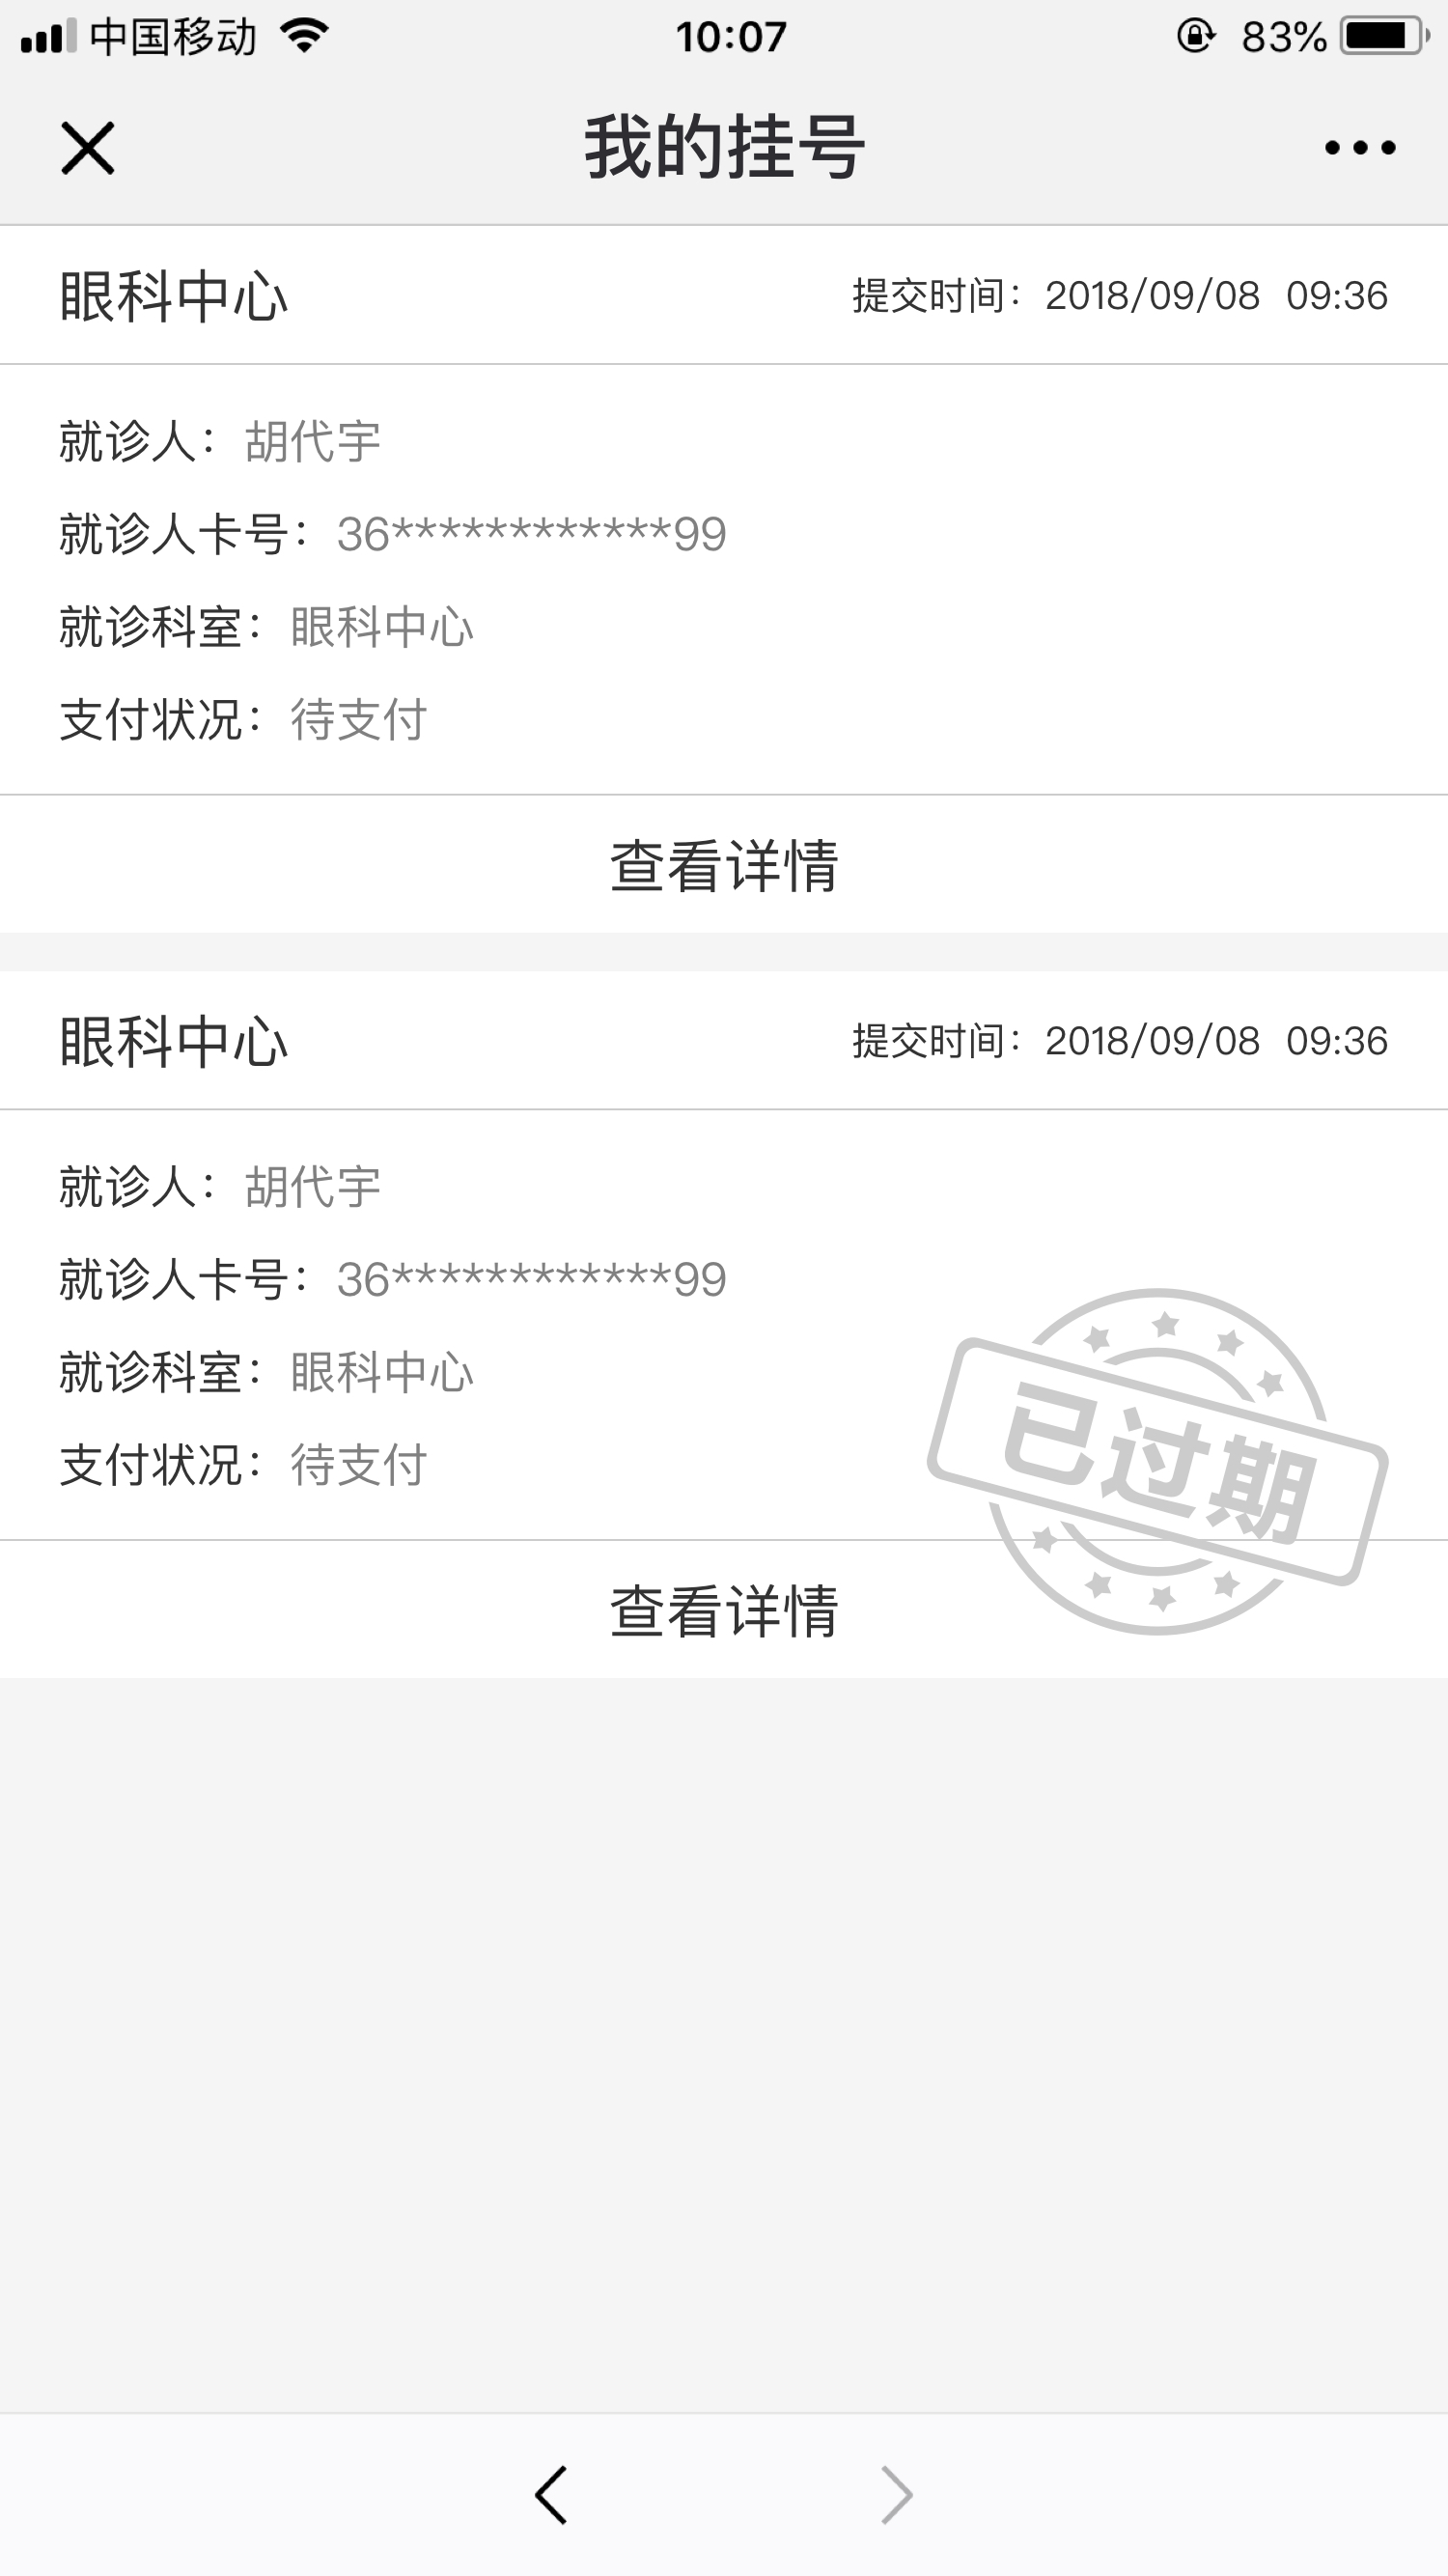 中国移动 10:07 83%
我的挂号
眼科中心 提交时间：2018/09/08 09:36
就诊人：胡代宇
就诊人卡号：36************99
就诊科室：眼科中心
支付状况：待支付
查看详情
眼科中心 提交时间：2018/09/08 09:36
就诊人：胡代宇
就诊人卡号：36************99
就诊科室：眼科中心
支付状况：待支付
已过期
查看详情